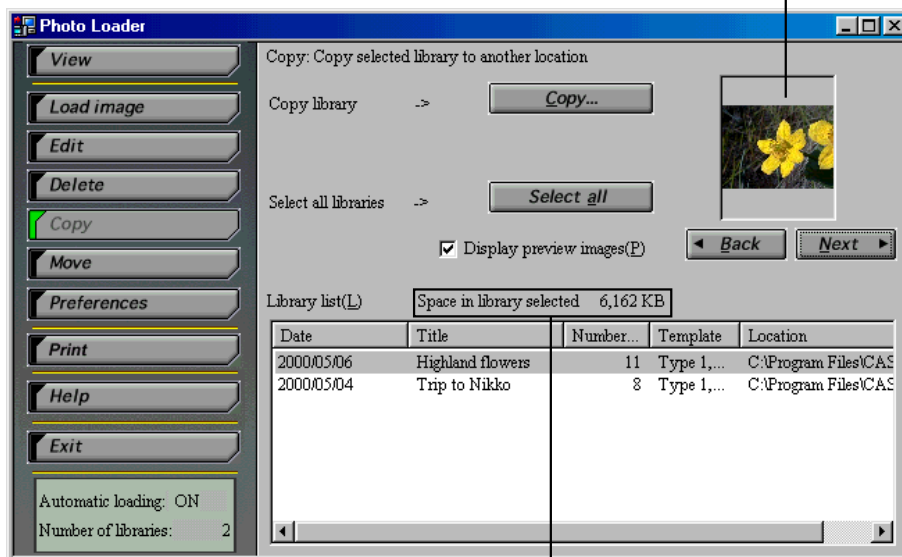 Photo Loader
View
Load image
Edit
Delete
Copy
Move
Preferences
Print
Help
Exit
Automatic loading: ON
Number of libraries: 2
Copy: Copy selected library to another location
Copy library -> Copy...
Select all libraries -> Select all
Display preview images(P)
Back Next
Library list(L) Space in library selected 6,162 KB
Date Title Number... Template Location
2000/05/06 Highland flowers 11 Type 1,... C:\Program Files\CAS
2000/05/04 Trip to Nikko 8 Type 1,... C:\Program Files\CAS